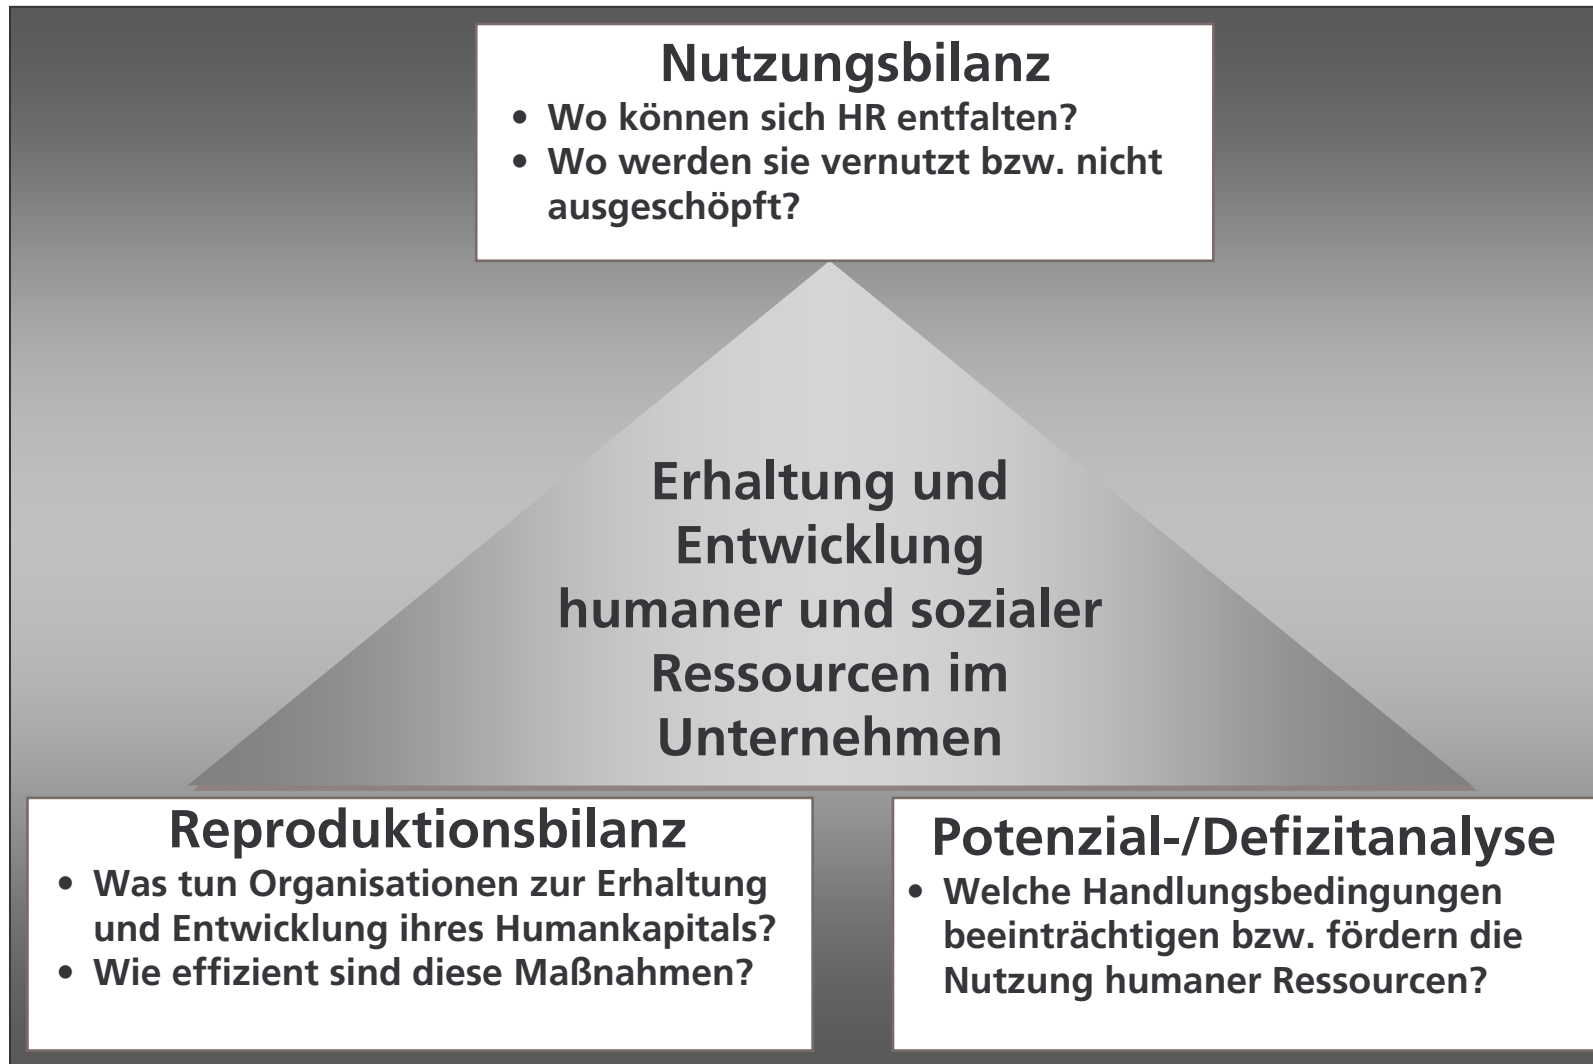 Nutzungsbilanz
• Wo können sich HR entfalten?
• Wo werden sie vernutzt bzw. nicht
ausgeschöpft?
Erhaltung und
Entwicklung
humaner und sozialer
Ressourcen im
Unternehmen
Reproduktionsbilanz
• Was tun Organisationen zur Erhaltung
und Entwicklung ihres Humankapitals?
• Wie effizient sind diese Maßnahmen?
Potenzial-/Defizitanalyse
• Welche Handlungsbedingungen
beeinträchtigen bzw. fördern die
Nutzung humaner Ressourcen?